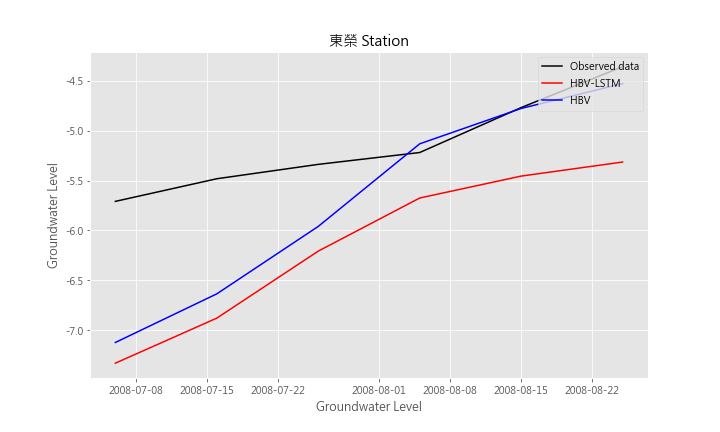 東榮 Station
Observed data
HBV-LSTM
HBV
Groundwater Level
-4.5
-5.0
-5.5
-6.0
-6.5
-7.0
2008-07-08
2008-07-15
2008-07-22
2008-08-01
2008-08-08
2008-08-15
2008-08-22
Groundwater Level